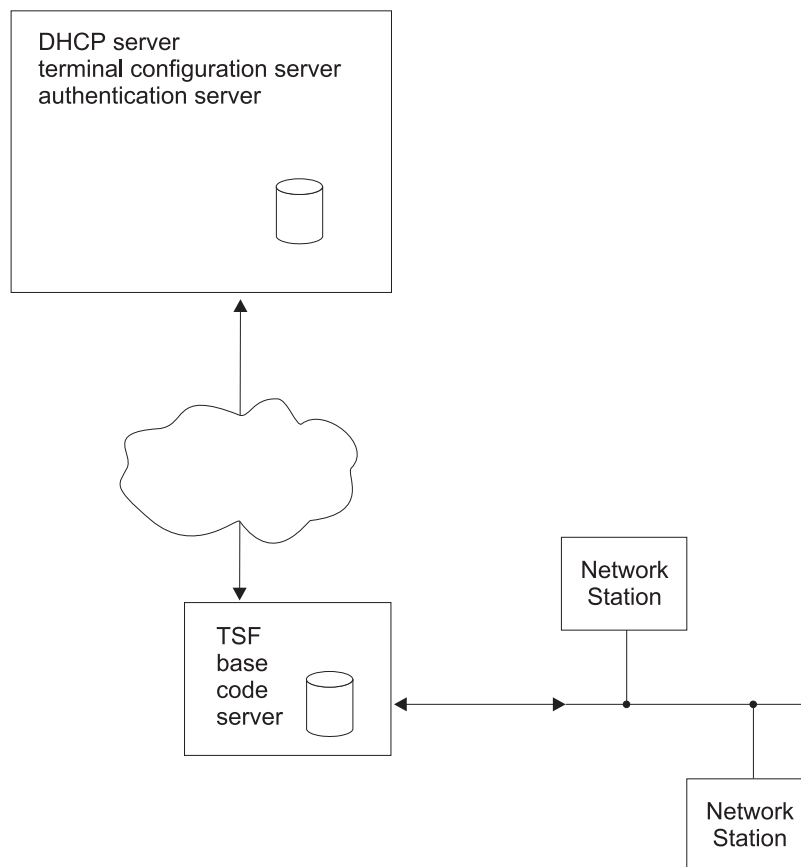 DHCP server
terminal configuration server
authentication server
Network
Station
TSF
base
code
server
Network
Station